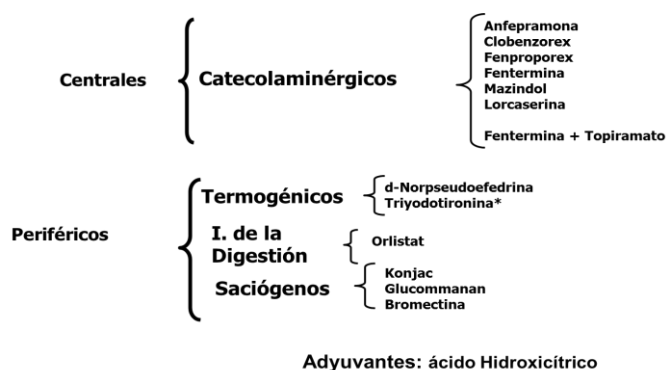 Centrales
Catecolaminérgicos
Anfepramona
Clobenzorex
Fenproporex
Fentermina
Mazindol
Lorcaserina
Fentermina + Topiramato
Periféricos
Termogénicos
d-Norpseudoefedrina
Triyodotironina*
I. de la
Digestión
Orlistat
Saciógenos
Konjac
Glucommanan
Bromectina
Adyuvantes: ácido Hidroxicítrico